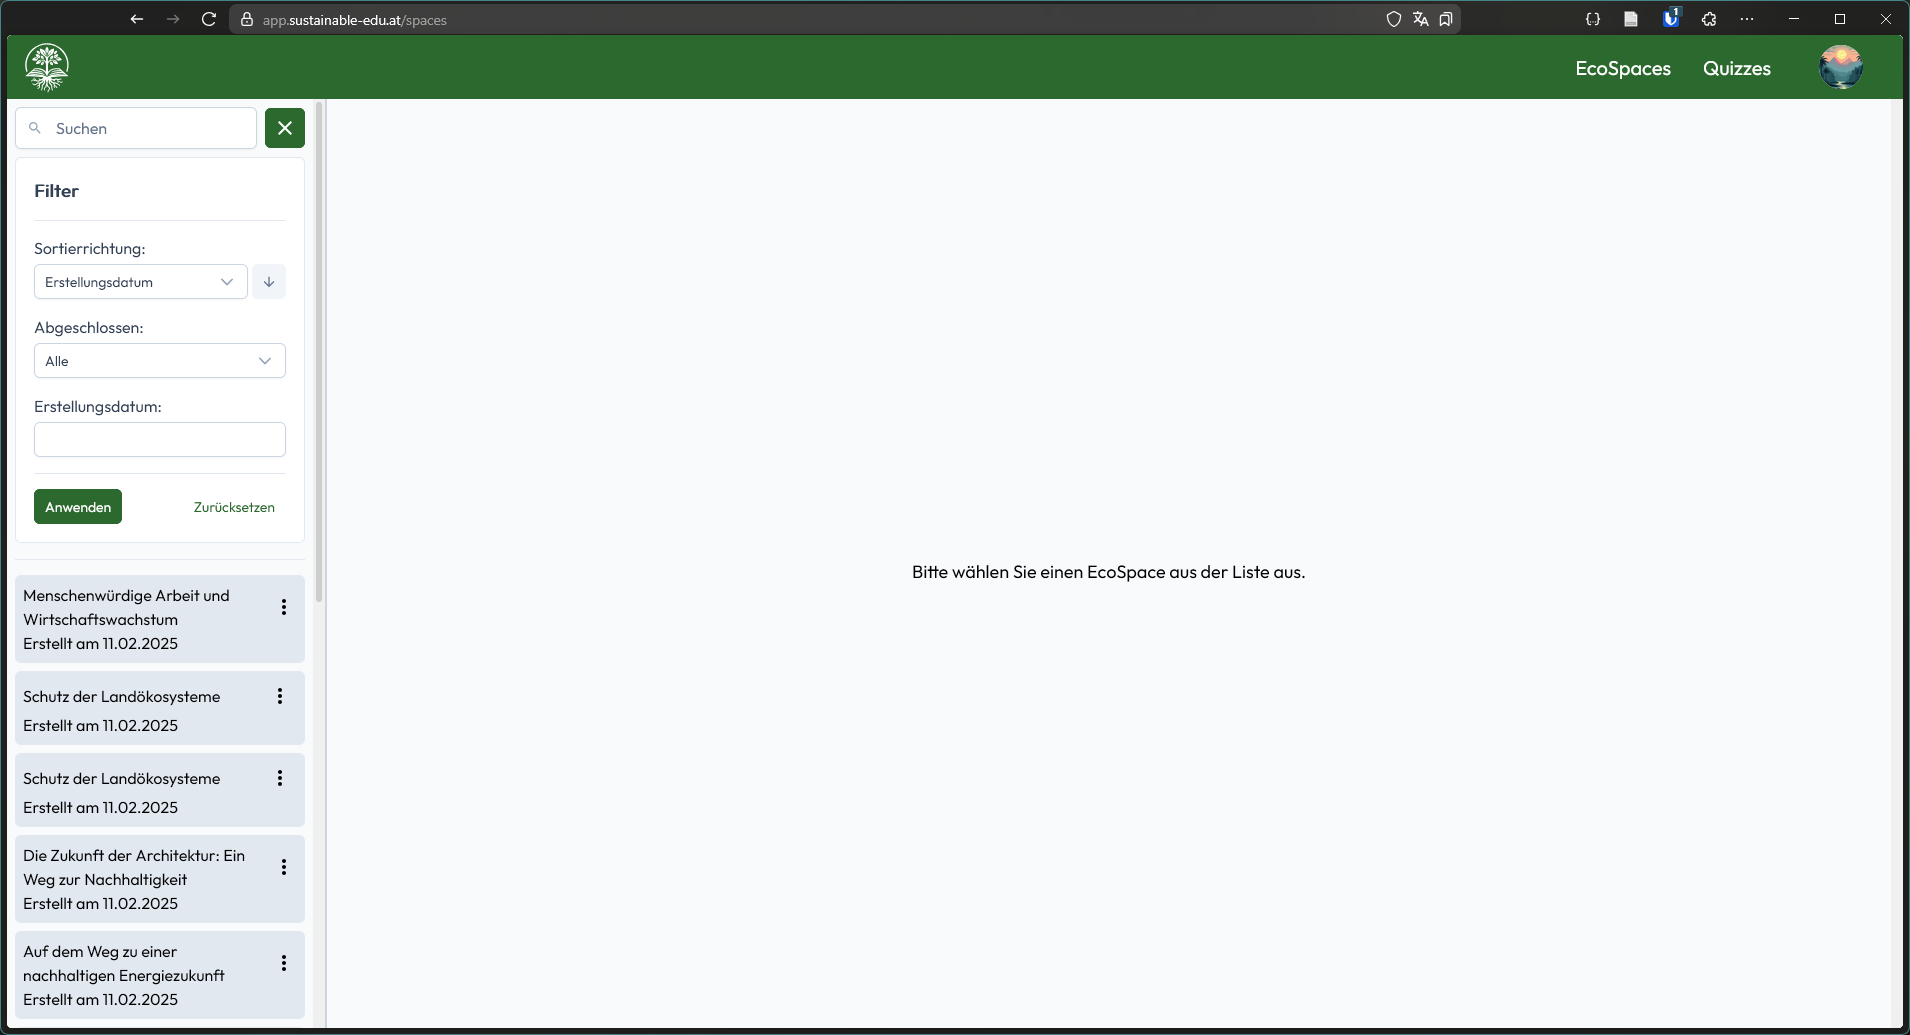 app.sustainable-edu.at/spaces
1
EcoSpaces
Quizzes
Suchen
Filter
Sortierrichtung:
Erstellungsdatum
Abgeschlossen:
Alle
Erstellungsdatum:
Anwenden
Zurücksetzen
Menschenwürdige Arbeit und
Wirtschaftswachstum
Erstellt am 11.02.2025
Schutz der Landökosysteme
Erstellt am 11.02.2025
Schutz der Landökosysteme
Erstellt am 11.02.2025
Die Zukunft der Architektur: Ein
Weg zur Nachhaltigkeit
Erstellt am 11.02.2025
Auf dem Weg zu einer
nachhaltigen Energiezukunft
Erstellt am 11.02.2025
Bitte wählen Sie einen EcoSpace aus der Liste aus.